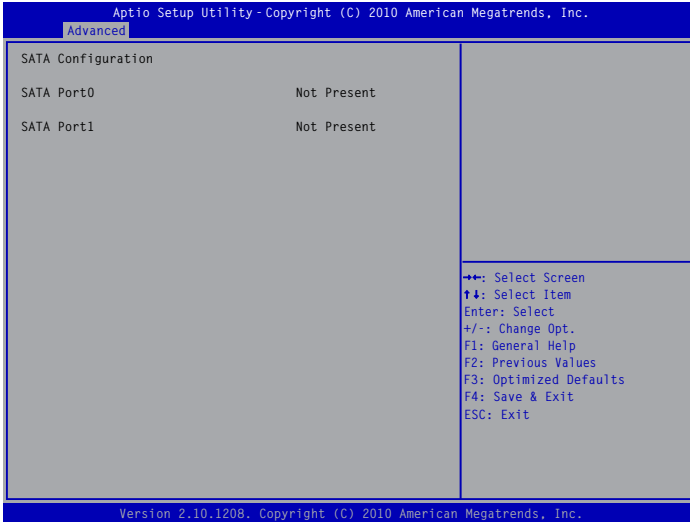 Aptio Setup Utility - Copyright (C) 2010 American Megatrends, Inc.
Advanced
SATA Configuration
SATA Port0 Not Present
SATA Port1 Not Present
→←: Select Screen
↑↓: Select Item
Enter: Select
+/-: Change Opt.
F1: General Help
F2: Previous Values
F3: Optimized Defaults
F4: Save & Exit
ESC: Exit
Version 2.10.1208. Copyright (C) 2010 American Megatrends, Inc.